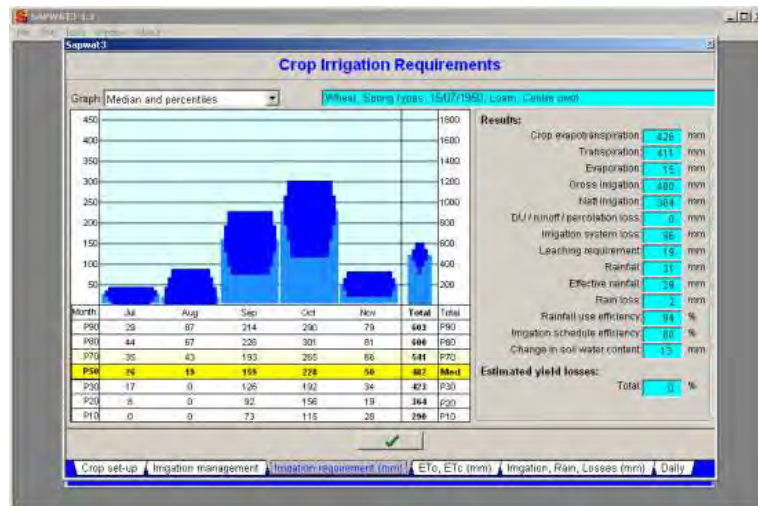 SAPWAT3 1.1
Sapwat3
Crop Irrigation Requirements
Graph: Median and percentiles
Wheat, Spring types, 15/07/1950, Loam, Centre pivot
450 1800
400 1600
350 1400
300 1200
250 1000
200 800
150 600
100 400
50 200
Month Jul Aug Sep Oct Nov Total Total
P90 29 87 214 290 79 603 P90
P80 44 67 226 301 81 600 P80
P70 35 43 193 265 66 541 P70
P50 26 19 159 224 50 482 Med
P30 17 0 126 192 34 423 P30
P20 8 0 92 156 19 364 P20
P10 0 0 73 115 28 290 P10
Results:
Crop evapotranspiration: 426 mm
Transpiration: 411 mm
Evaporation: 15 mm
Gross irrigation: 480 mm
Nett irrigation: 384 mm
DU / runoff / percolation loss: 0 mm
Irrigation system loss: 96 mm
Leaching requirement: 19 mm
Rainfall: 31 mm
Effective rainfall: 29 mm
Rain loss: 2 mm
Rainfall use efficiency: 94 %
Irrigation schedule efficiency: 80 %
Change in soil water content: 13 mm
Estimated yield losses:
Total: 0 %
Crop set-up Irrigation management Irrigation requirement (mm) ETo, ETc (mm) Irrigation, Rain, Losses (mm) Daily